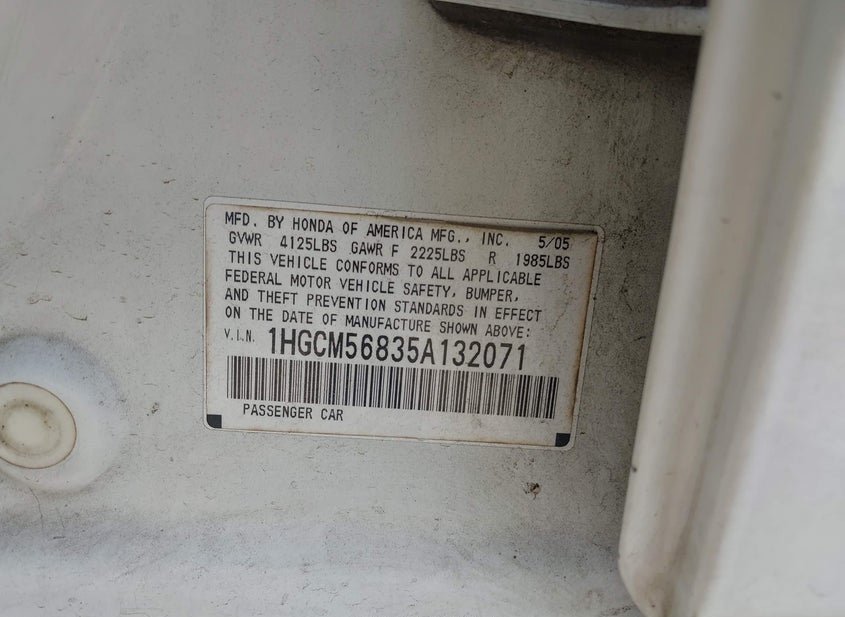 MFD. BY HONDA OF AMERICA MFG., INC. 5/05
GVWR 4125LBS GAWR F 2225LBS R 1985LBS
THIS VEHICLE CONFORMS TO ALL APPLICABLE
FEDERAL MOTOR VEHICLE SAFETY, BUMPER,
AND THEFT PREVENTION STANDARDS IN EFFECT
ON THE DATE OF MANUFACTURE SHOWN ABOVE:
V.I.N. 1HGCM56835A132071
PASSENGER CAR